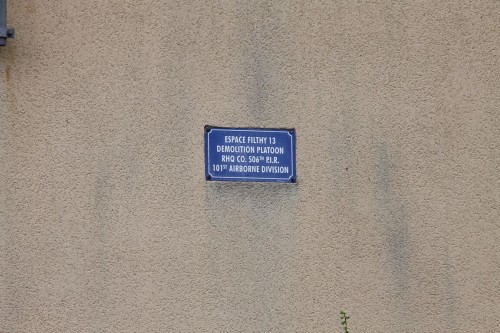 ESPACE FILTHY 13
DEMOLITION PLATOON
RHQ CO. 506TH P.I.R.
101ST AIRBORNE DIVISION